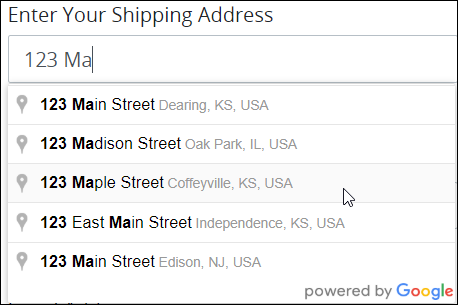 Enter Your Shipping Address
123 Ma
123 Main Street Dearing, KS, USA
123 Madison Street Oak Park, IL, USA
123 Maple Street Coffeyville, KS, USA
123 East Main Street Independence, KS, USA
123 Main Street Edison, NJ, USA
powered by Google